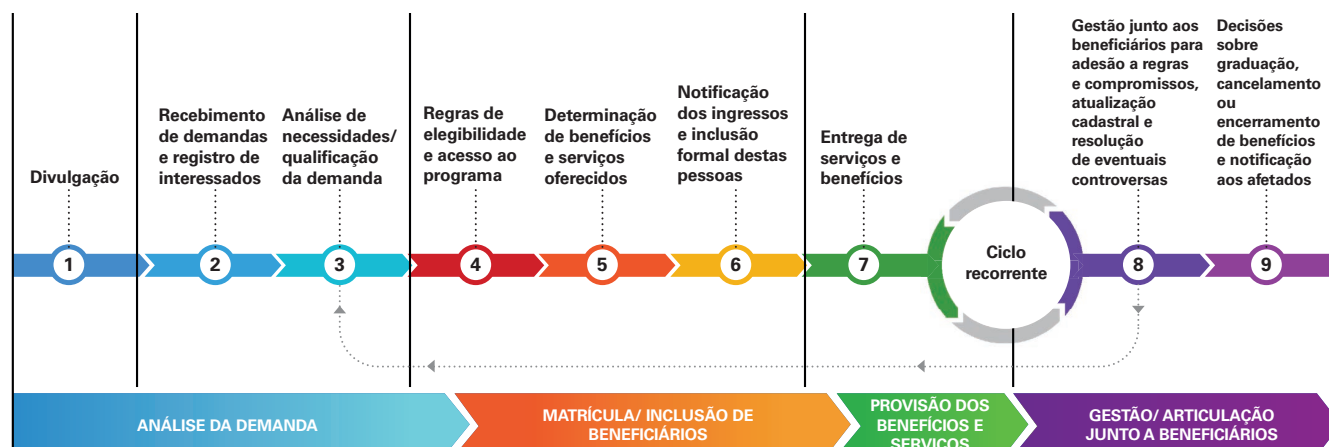 Divulgação
1
Recebimento
de demandas
e registro de
interessados
2
Análise de
necessidades/
qualificação
da demanda
3
Regras de
elegibilidade
e acesso ao
programa
4
Determinação
de benefícios
e serviços
oferecidos
5
Notificação
dos ingressos
e inclusão
formal destas
pessoas
6
Entrega de
serviços e
benefícios
7
Ciclo
recorrente
Gestão junto aos
beneficiários para
adesão a regras
e compromissos,
atualização
cadastral e
resolução
de eventuais
controversas
8
Decisões
sobre
graduação,
cancelamento
ou
encerramento
de benefícios
e notificação
aos afetados
9
ANÁLISE DA DEMANDA
MATRÍCULA/ INCLUSÃO DE
BENEFICIÁRIOS
PROVISÃO DOS
BENEFÍCIOS E
SERVIÇOS
GESTÃO/ ARTICULAÇÃO
JUNTO A BENEFICIÁRIOS